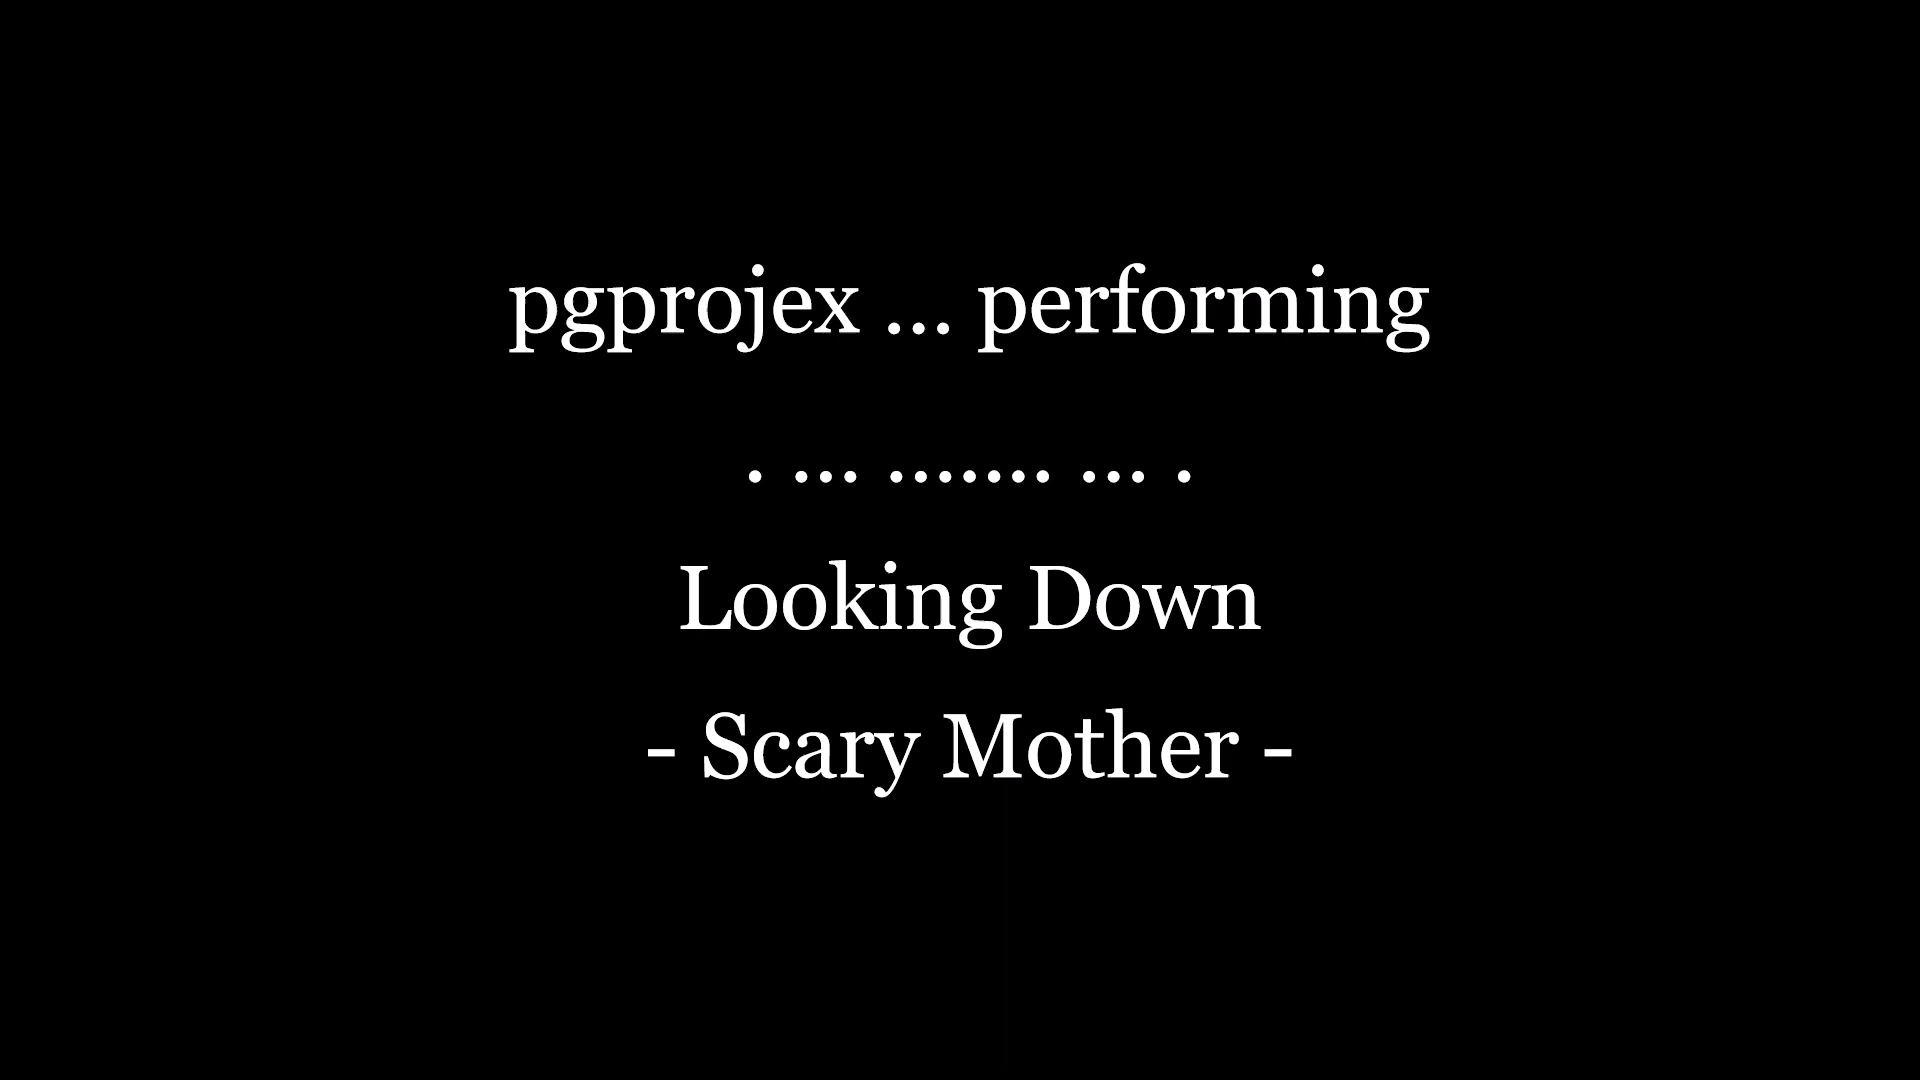 pgprojex ... performing
. ... ....... ... .
Looking Down
- Scary Mother -